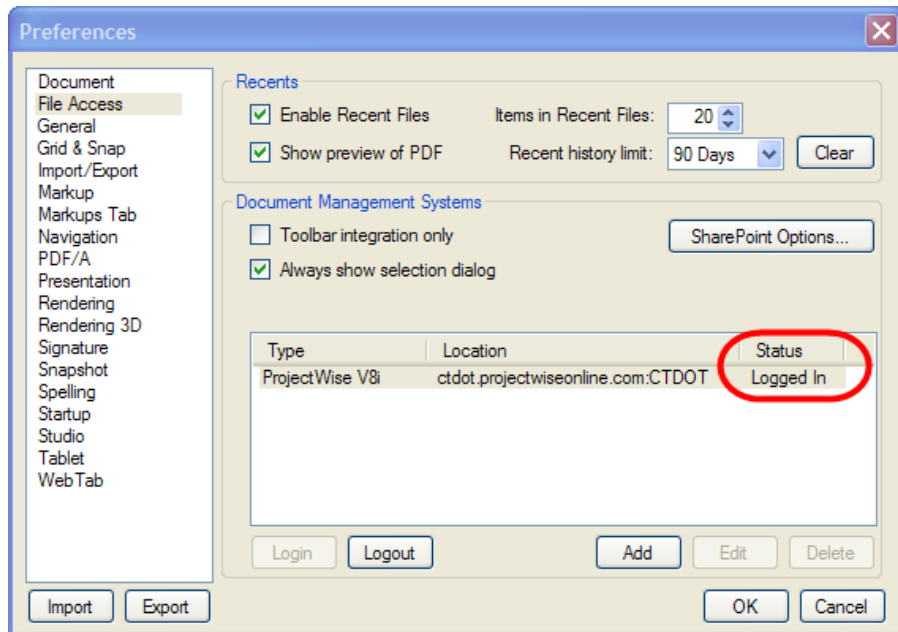 Preferences
Document
File Access
General
Grid & Snap
Import/Export
Markup
Markups Tab
Navigation
PDF/A
Presentation
Rendering
Rendering 3D
Signature
Snapshot
Spelling
Startup
Studio
Tablet
WebTab
Import Export
Recents
Enable Recent Files Items in Recent Files: 20
Show preview of PDF Recent history limit: 90 Days Clear
Document Management Systems
Toolbar integration only SharePoint Options...
Always show selection dialog
Type Location Status
ProjectWise V8i ctdot.projectwiseonline.com:CTDOT Logged In
Login Logout Add Edit Delete
OK Cancel